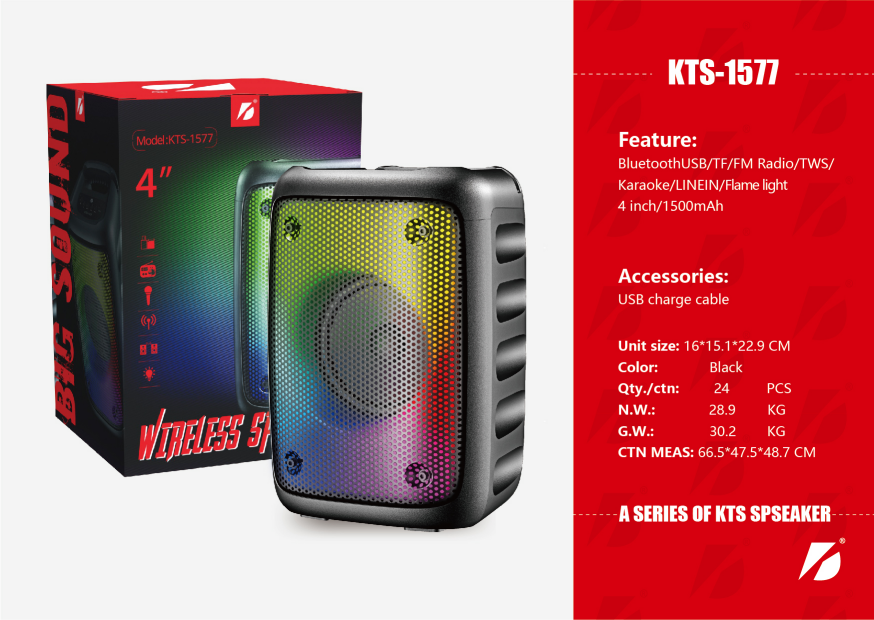 BIG SOUND
Model:KTS-1577
4"
WIRELESS SP
KTS-1577
Feature:
BluetoothUSB/TF/FM Radio/TWS/
Karaoke/LINEIN/Flame light
4 inch/1500mAh
Accessories:
USB charge cable
Unit size: 16*15.1*22.9 CM
Color: Black
Qty./ctn: 24 PCS
N.W.: 28.9 KG
G.W.: 30.2 KG
CTN MEAS: 66.5*47.5*48.7 CM
A SERIES OF KTS SPSEAKER
®